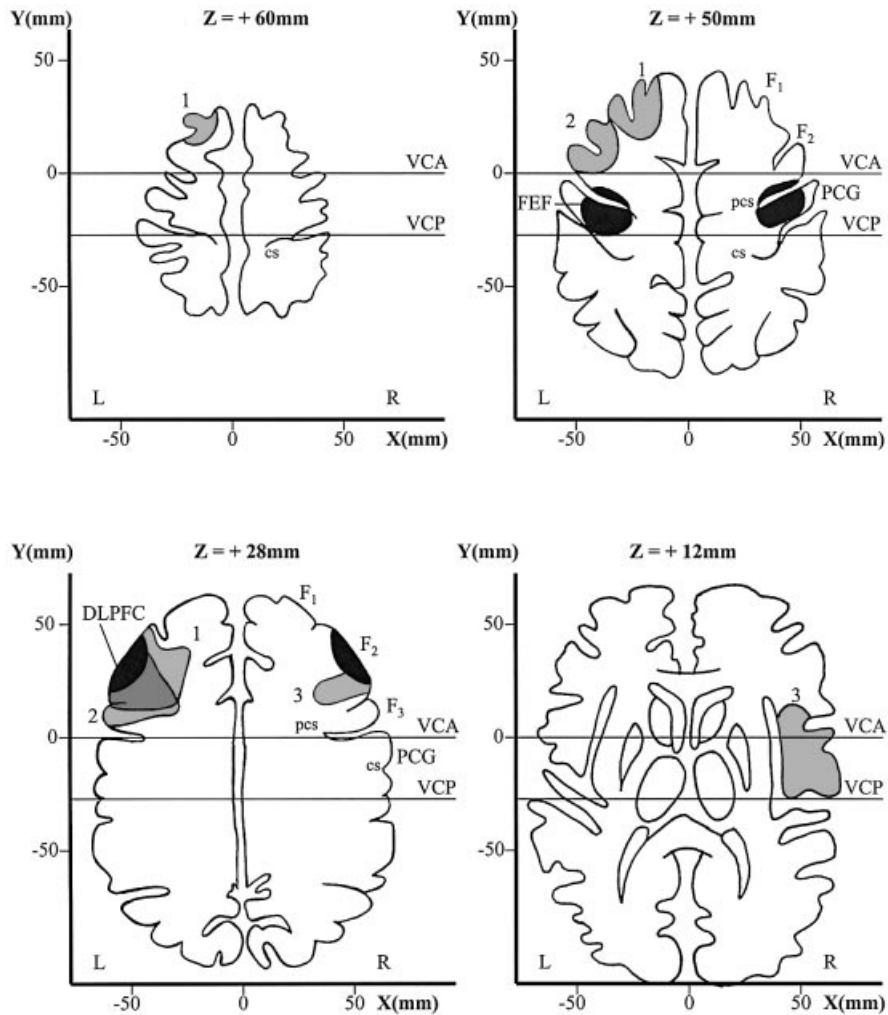 Y(mm) Z = + 60mm
50
1
0
VCA
VCP
cs
-50
L R
-50 0 50 X(mm)
Y(mm) Z = + 50mm
50
1 F1
2 F2
0
VCA
FEF pcs PCG
VCP
cs
-50
L R
-50 0 50 X(mm)
Y(mm) Z = + 28mm
DLPFC F1
50
1 F2
3
2 F3
pcs VCA
0
cs PCG
VCP
-50
L R
-50 0 50 X(mm)
Y(mm) Z = + 12mm
50
3
VCA
0
VCP
-50
L R
-50 0 50 X(mm)